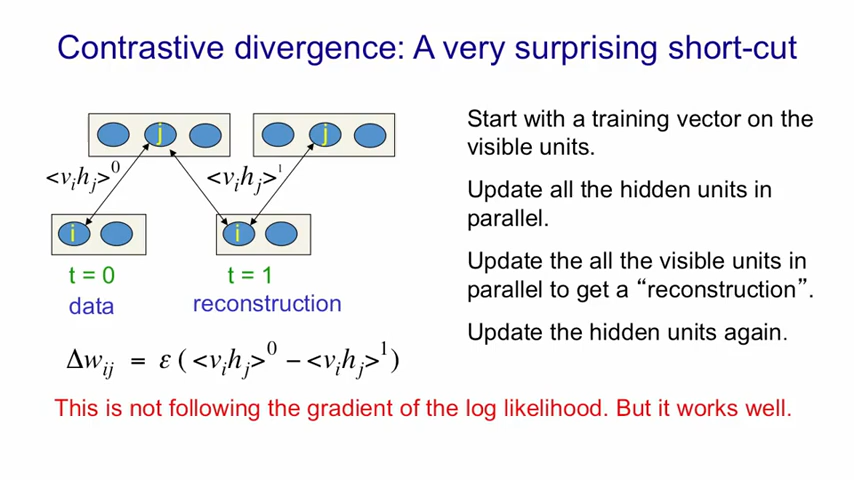 Contrastive divergence: A very surprising short-cut
j
j
<v_i h_j>^0
<v_i h_j>^1
i
i
t = 0
t = 1
data
reconstruction
Δw_ij = ε ( <v_i h_j>^0 − <v_i h_j>^1 )
Start with a training vector on the
visible units.
Update all the hidden units in
parallel.
Update the all the visible units in
parallel to get a “reconstruction”.
Update the hidden units again.
This is not following the gradient of the log likelihood. But it works well.